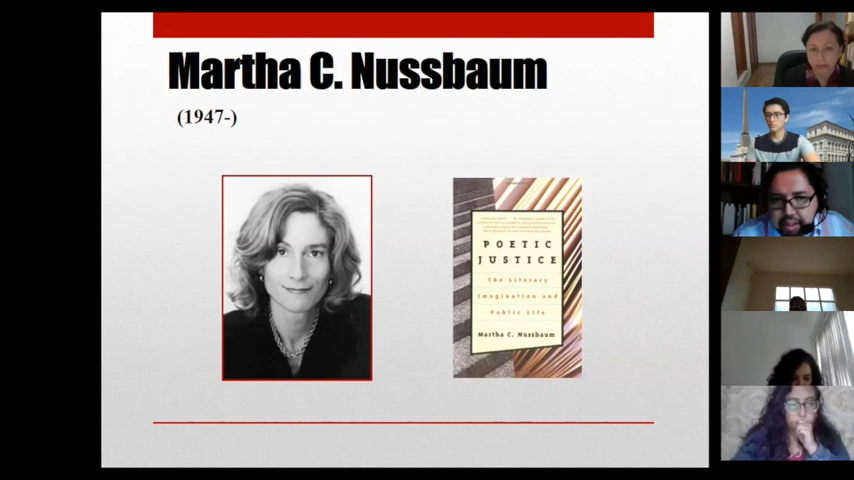 Martha C. Nussbaum
(1947-)
POETIC
JUSTICE
The Literary
Imagination and
Public Life
Martha C. Nussbaum